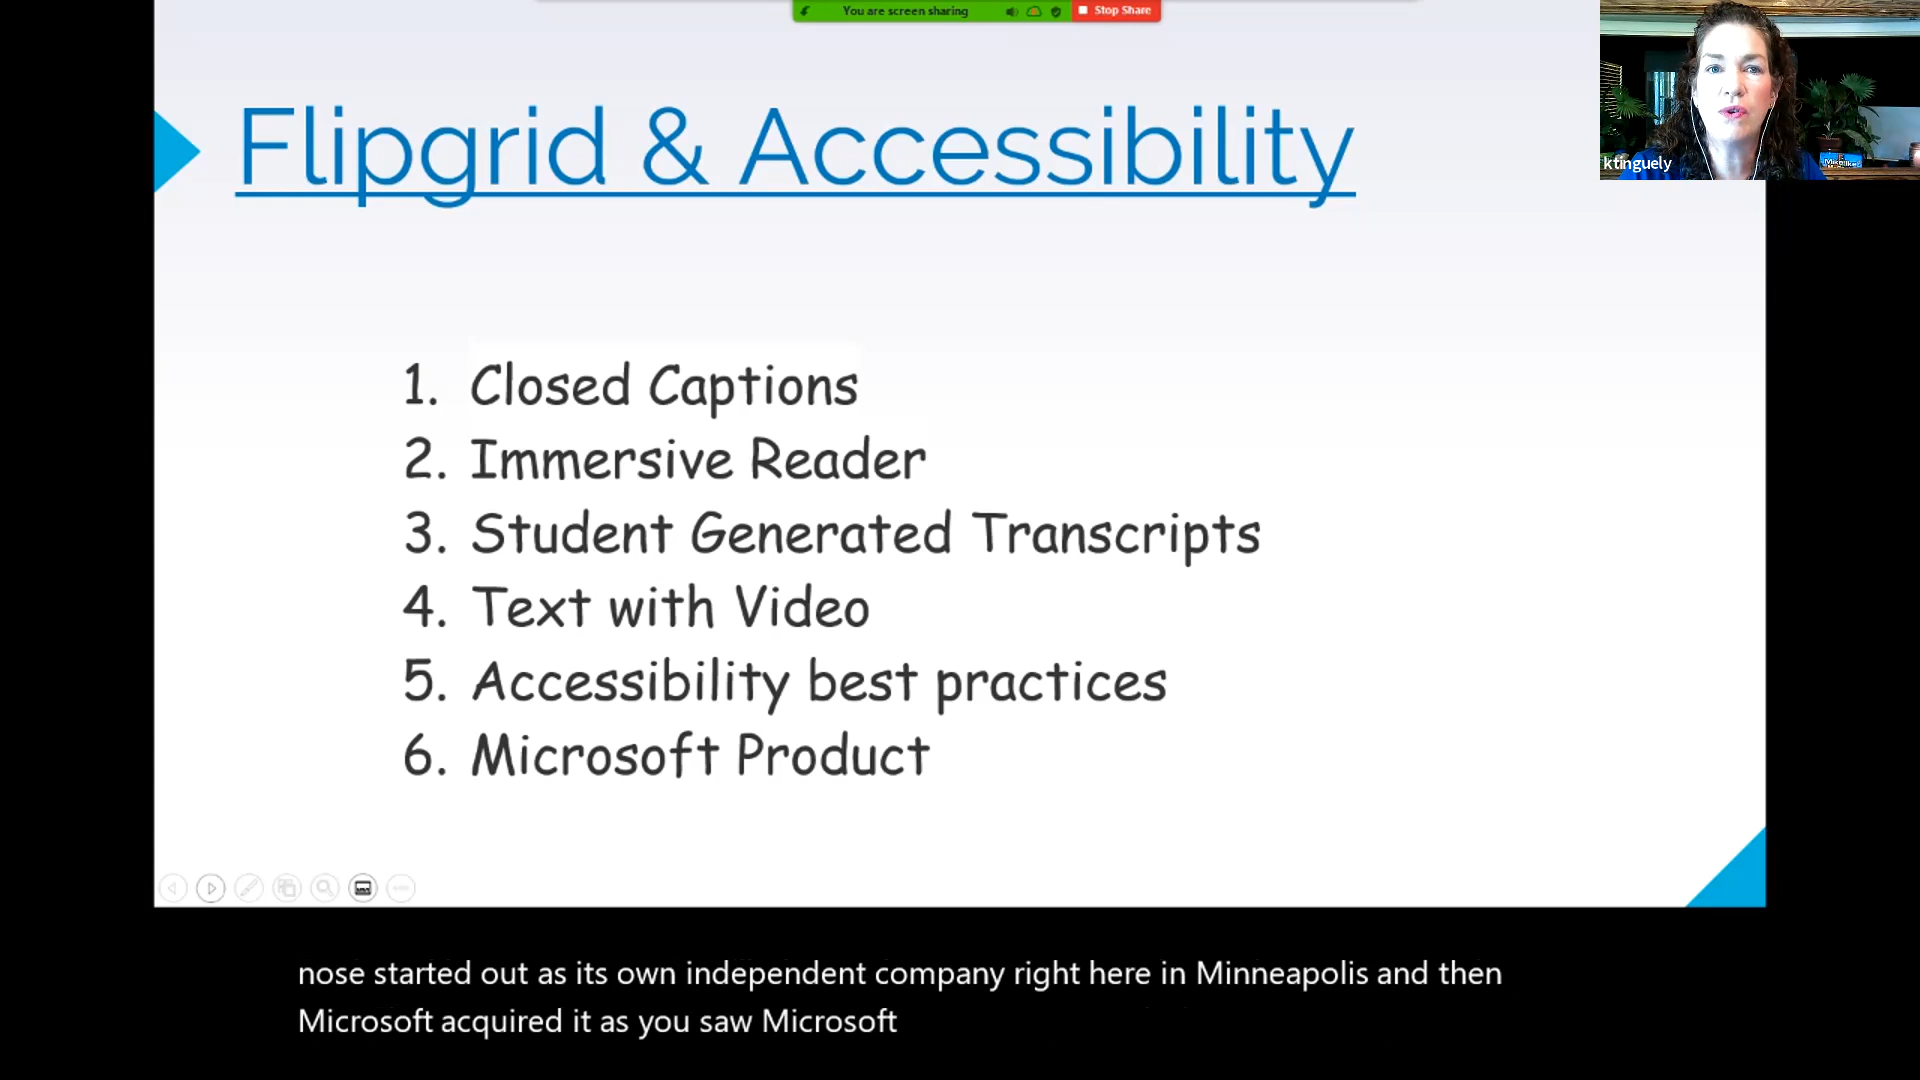 You are screen sharing
Stop Share
Flipgrid & Accessibility
ktinguely
1. Closed Captions
2. Immersive Reader
3. Student Generated Transcripts
4. Text with Video
5. Accessibility best practices
6. Microsoft Product
nose started out as its own independent company right here in Minneapolis and then
Microsoft acquired it as you saw Microsoft